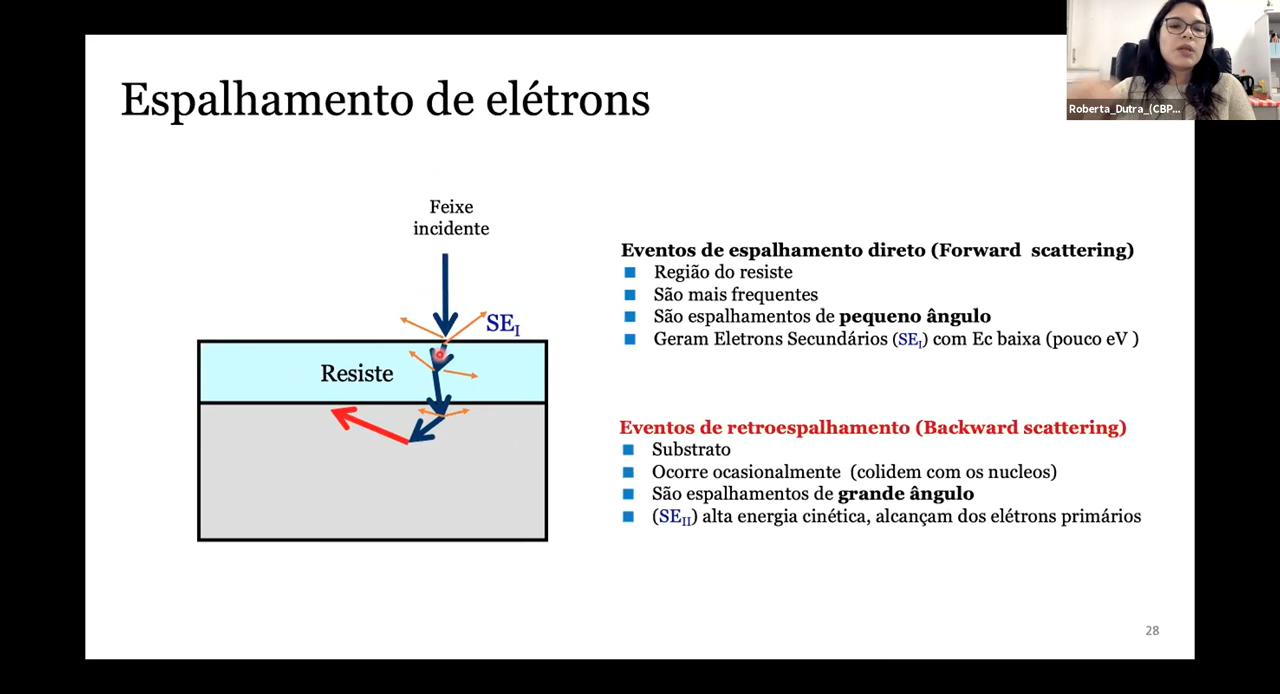 Roberta_Dutra_(CBP...
Espalhamento de elétrons
Feixe
incidente
SEI
Resiste
Eventos de espalhamento direto (Forward scattering)
Região do resiste
São mais frequentes
São espalhamentos de pequeno ângulo
Geram Eletrons Secundários (SEI) com Ec baixa (pouco eV )
Eventos de retroespalhamento (Backward scattering)
Substrato
Ocorre ocasionalmente (colidem com os nucleos)
São espalhamentos de grande ângulo
(SEII) alta energia cinética, alcançam dos elétrons primários
28